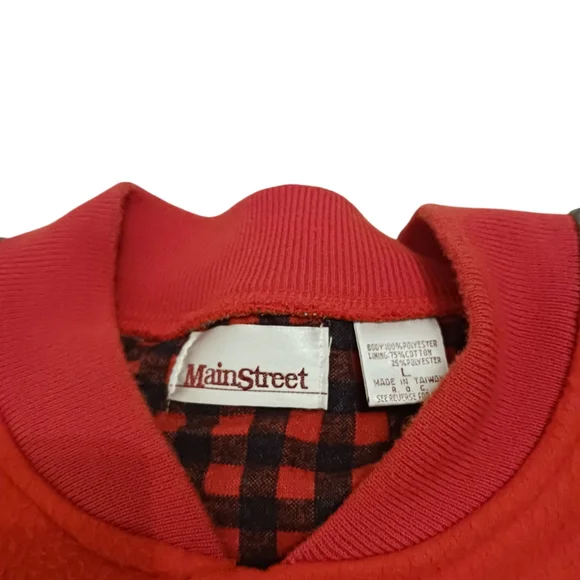 MainStreet
BODY 100% POLYESTER
LINING 75% COTTON
25% POLYESTER
L
MADE IN TAIWAN
R. O. C.
SEE REVERSE FOR